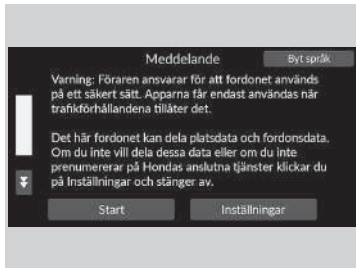 Meddelande
Byt språk
Varning: Föraren ansvarar för att fordonet används
på ett säkert sätt. Apparna får endast användas när
trafikförhållandena tillåter det.
Det här fordonet kan dela platsdata och fordonsdata.
Om du inte vill dela dessa data eller om du inte
prenumererar på Hondas anslutna tjänster klickar du
på Inställningar och stänger av.
Start
Inställningar